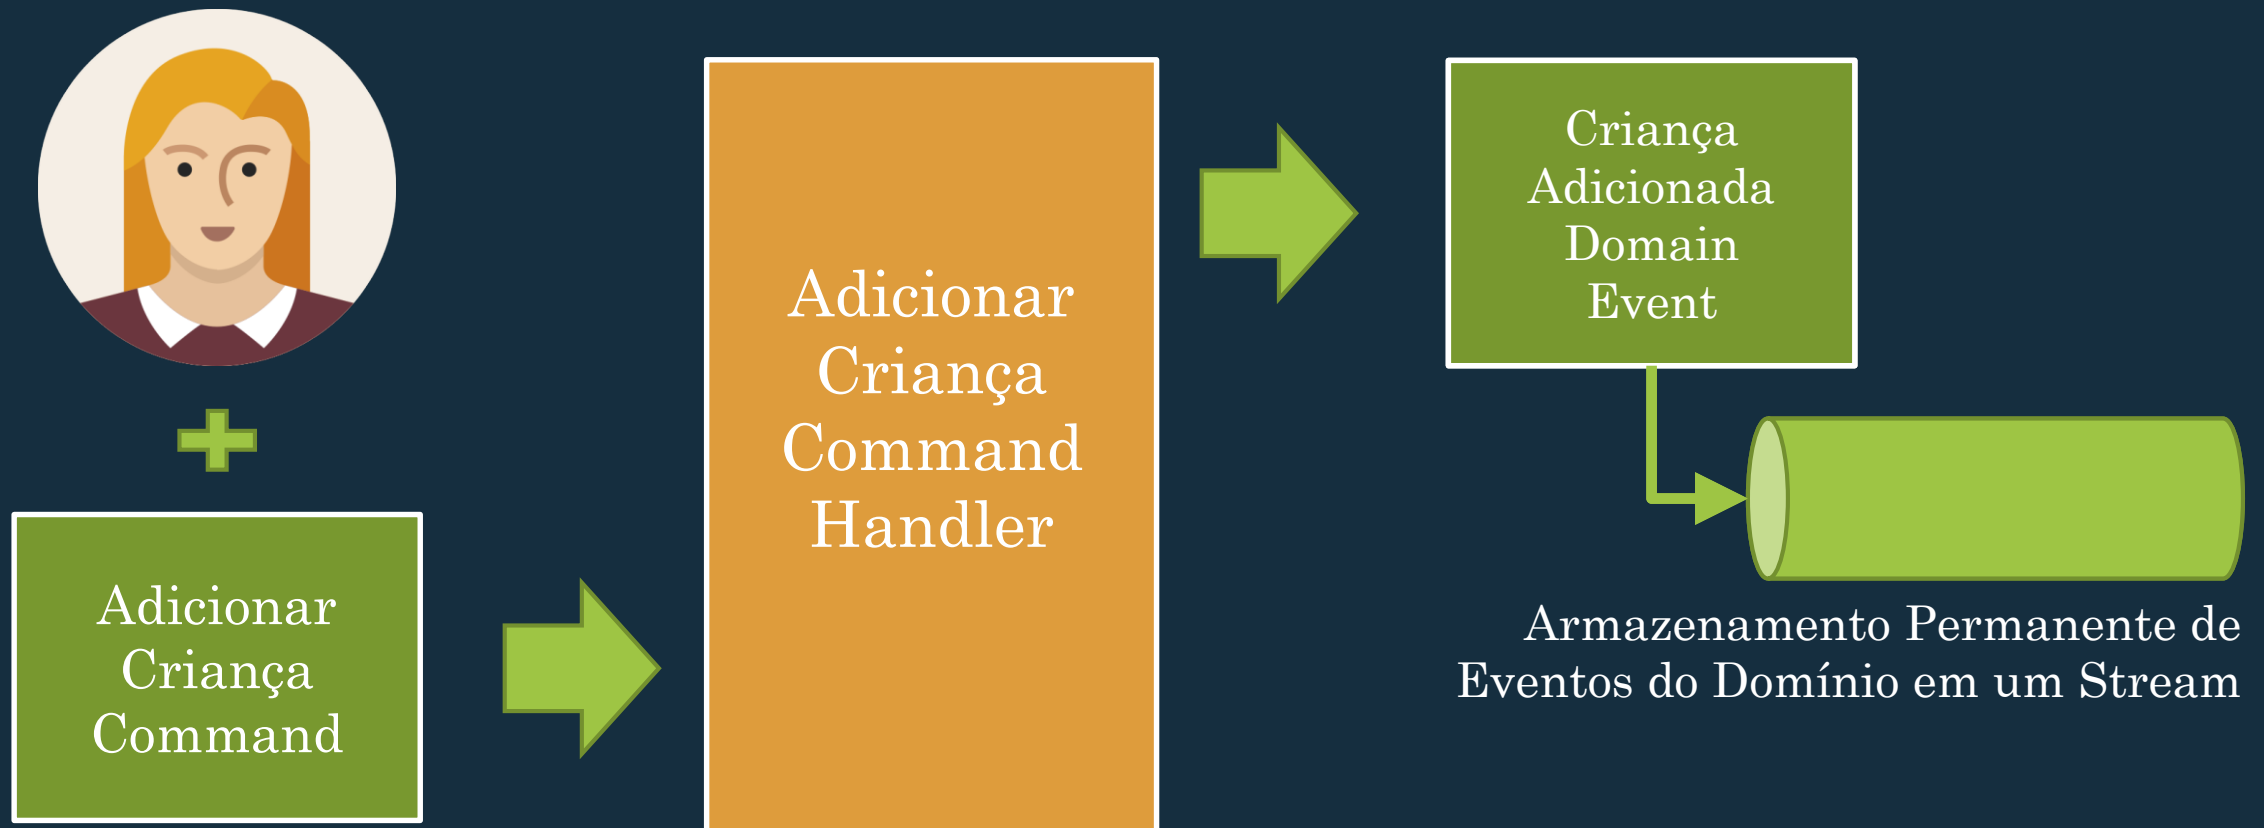 Adicionar
Criança
Command
Adicionar
Criança
Command
Handler
Criança
Adicionada
Domain
Event
Armazenamento Permanente de
Eventos do Domínio em um Stream